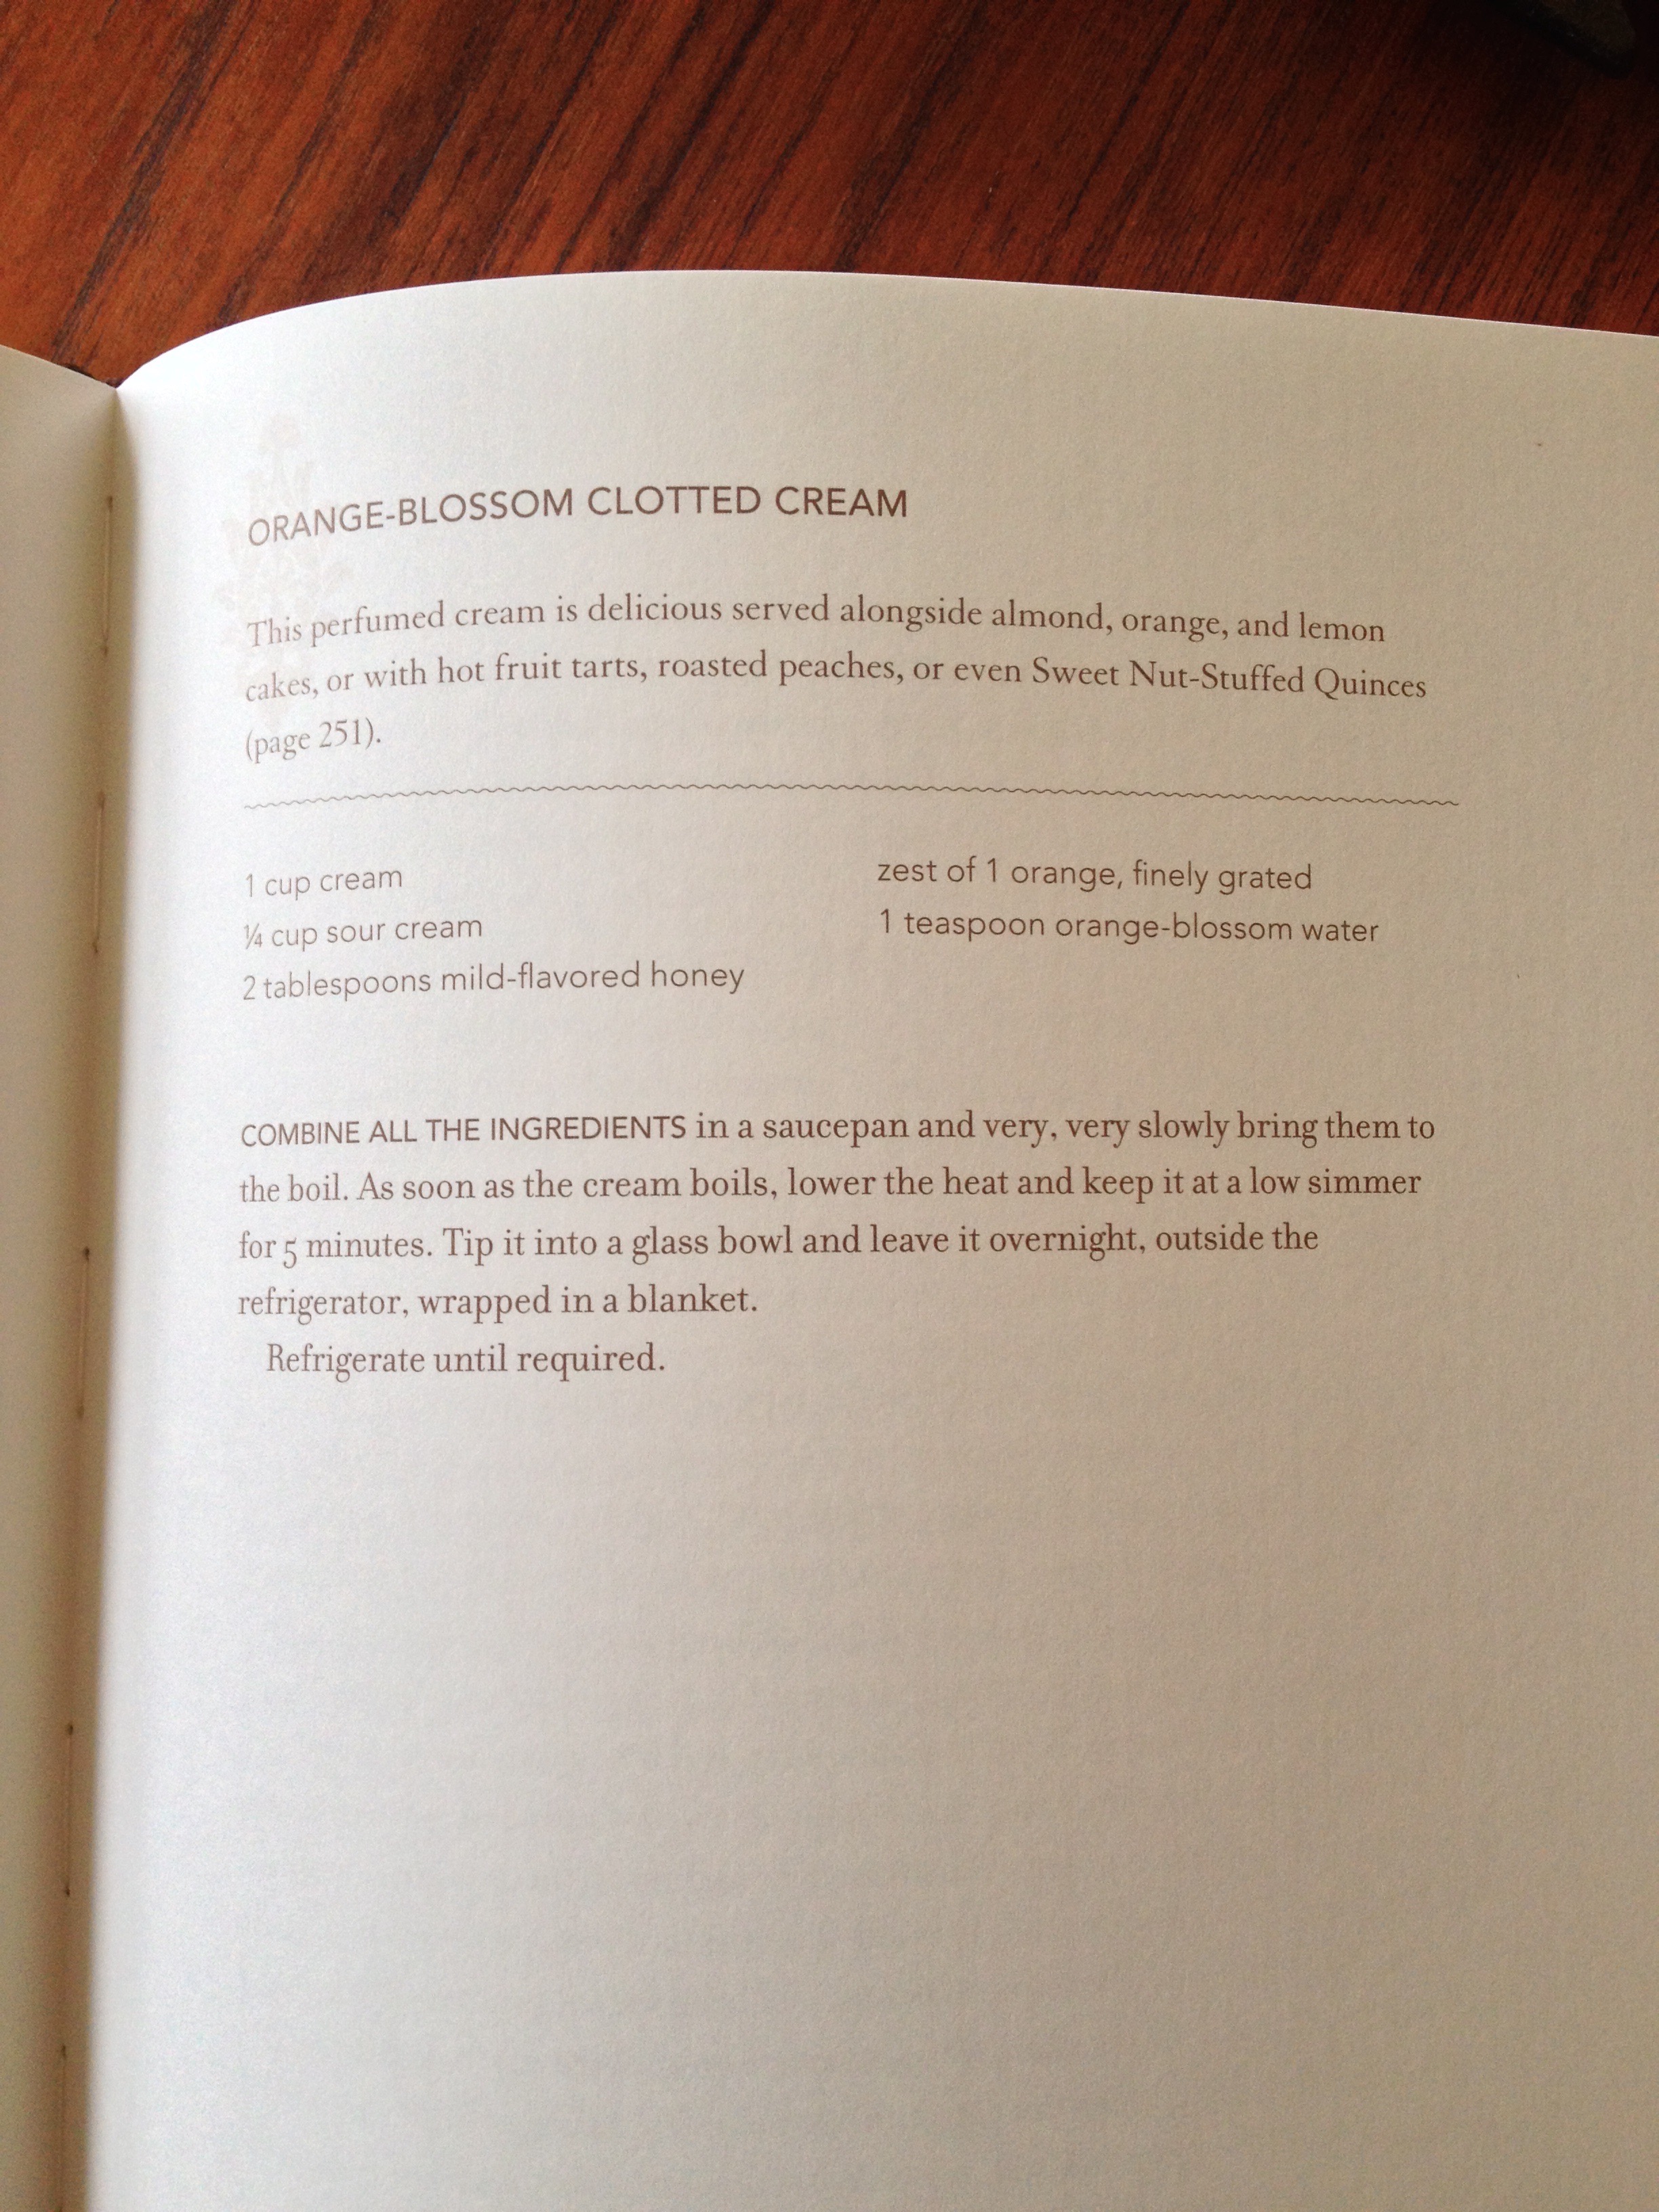 ORANGE-BLOSSOM CLOTTED CREAM
This perfumed cream is delicious served alongside almond, orange, and lemon
cakes, or with hot fruit tarts, roasted peaches, or even Sweet Nut-Stuffed Quinces
(page 251).
1 cup cream
¼ cup sour cream
2 tablespoons mild-flavored honey
zest of 1 orange, finely grated
1 teaspoon orange-blossom water
COMBINE ALL THE INGREDIENTS in a saucepan and very, very slowly bring them to
the boil. As soon as the cream boils, lower the heat and keep it at a low simmer
for 5 minutes. Tip it into a glass bowl and leave it overnight, outside the
refrigerator, wrapped in a blanket.
Refrigerate until required.